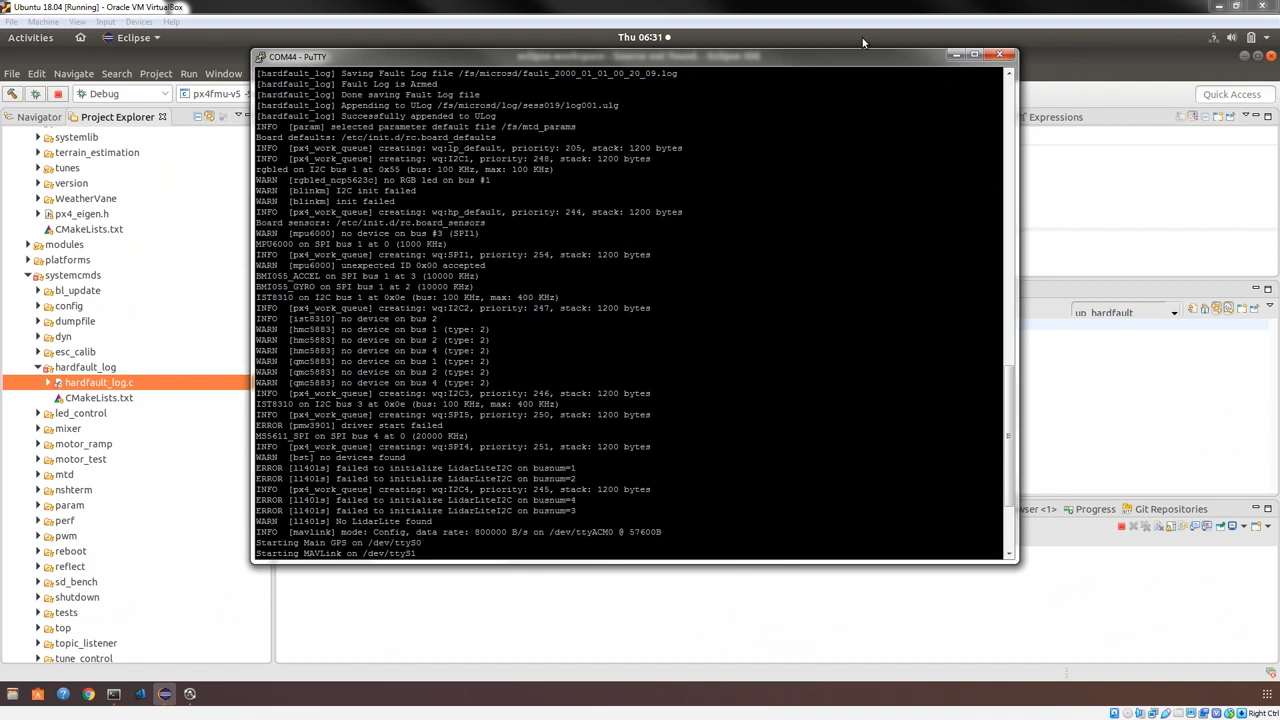 Ubuntu 18.04 [Running] - Oracle VM VirtualBox
File Machine View Input Devices Help
Activities Eclipse Thu 06:31
COM44 - PuTTY
File Edit Navigate Search Project Run Window
Debug px4fmu-v5 - S Quick Access
Navigator Project Explorer Expressions
systemlib
terrain_estimation
tunes
version
WeatherVane
px4_eigen.h
CMakeLists.txt
modules
platforms
systemcmds
bl_update
config
dumpfile
dyn
esc_calib
hardfault_log
hardfault_log.c
CMakeLists.txt
led_control
mixer
motor_ramp
motor_test
mtd
nshterm
param
perf
pwm
reboot
reflect
sd_bench
shutdown
tests
top
topic_listener
tune_control
[hardfault_log] Saving Fault Log file /fs/microsd/fault_2000_01_01_00_20_09.log
[hardfault_log] Fault Log is Armed
[hardfault_log] Done saving Fault Log file
[hardfault_log] Appending to ULog /fs/microsd/log/sess019/log001.ulg
[hardfault_log] Successfully appended to ULog
INFO [param] selected parameter default file /fs/mtd_params
Board defaults: /etc/init.d/rc.board_defaults
INFO [px4_work_queue] creating: wq:lp_default, priority: 205, stack: 1200 bytes
INFO [px4_work_queue] creating: wq:I2C1, priority: 248, stack: 1200 bytes
rgbled on I2C bus 1 at 0x55 (bus: 100 KHz, max: 100 KHz)
WARN [rgbled_ncp5623c] no RGB led on bus #1
WARN [blinkm] I2C init failed
WARN [blinkm] init failed
INFO [px4_work_queue] creating: wq:hp_default, priority: 244, stack: 1200 bytes
Board sensors: /etc/init.d/rc.board_sensors
WARN [mpu6000] no device on bus #3 (SPI1)
MPU6000 on SPI bus 1 at 0 (1000 KHz)
INFO [px4_work_queue] creating: wq:SPI1, priority: 254, stack: 1200 bytes
WARN [mpu6000] unexpected ID 0x00 accepted
BMI055_ACCEL on SPI bus 1 at 3 (10000 KHz)
BMI055_GYRO on SPI bus 1 at 2 (10000 KHz)
IST8310 on I2C bus 1 at 0x0e (bus: 100 KHz, max: 400 KHz)
INFO [px4_work_queue] creating: wq:I2C2, priority: 247, stack: 1200 bytes
INFO [ist8310] no device on bus 2
WARN [hmc5883] no device on bus 1 (type: 2)
WARN [hmc5883] no device on bus 2 (type: 2)
WARN [hmc5883] no device on bus 4 (type: 2)
WARN [qmc5883] no device on bus 1 (type: 2)
WARN [qmc5883] no device on bus 2 (type: 2)
WARN [qmc5883] no device on bus 4 (type: 2)
INFO [px4_work_queue] creating: wq:I2C3, priority: 246, stack: 1200 bytes
IST8310 on I2C bus 3 at 0x0e (bus: 100 KHz, max: 400 KHz)
INFO [px4_work_queue] creating: wq:SPI5, priority: 250, stack: 1200 bytes
ERROR [pmw3901] driver start failed
MS5611_SPI on SPI bus 4 at 0 (20000 KHz)
INFO [px4_work_queue] creating: wq:SPI4, priority: 251, stack: 1200 bytes
WARN [bst] no devices found
ERROR [ll40ls] failed to initialize LidarLiteI2C on busnum=1
ERROR [ll40ls] failed to initialize LidarLiteI2C on busnum=2
INFO [px4_work_queue] creating: wq:I2C4, priority: 245, stack: 1200 bytes
ERROR [ll40ls] failed to initialize LidarLiteI2C on busnum=4
ERROR [ll40ls] failed to initialize LidarLiteI2C on busnum=3
WARN [ll40ls] No LidarLite found
INFO [mavlink] mode: Config, data rate: 800000 B/s on /dev/ttyACM0 @ 57600B
Starting Main GPS on /dev/ttyS0
Starting MAVLink on /dev/ttyS1
up_hardfault
wser <1> Progress Git Repositories
Right Ctrl